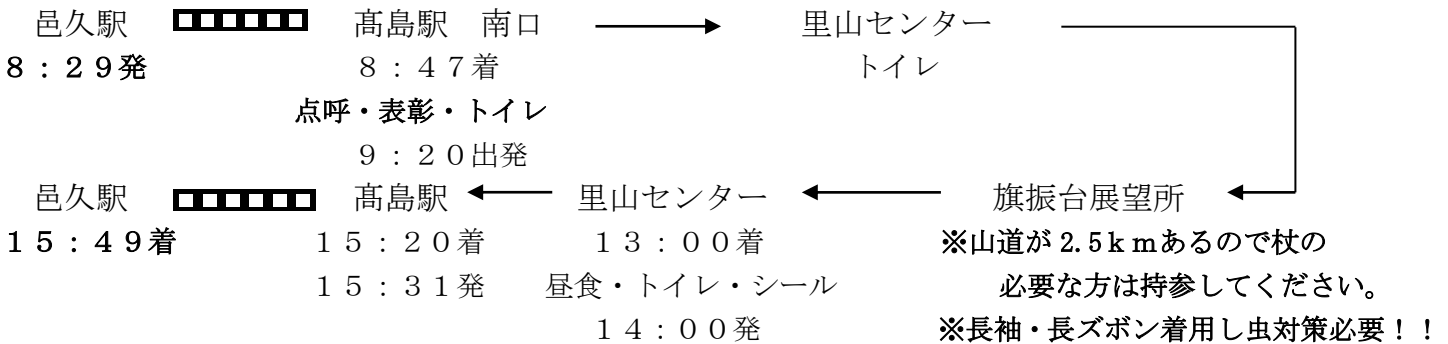 邑久駅　髙島駅　南口　里山センター
８：２９発　８：４７着　トイレ
点呼・表彰・トイレ
９：２０出発
邑久駅　髙島駅　里山センター　旗振台展望所
１５：４９着　１５：２０着　１３：００着　※山道が2.5ｋｍあるので杖の
１５：３１発　昼食・トイレ・シール　必要な方は持参してください。
１４：００発　※長袖・長ズボン着用し虫対策必要！！